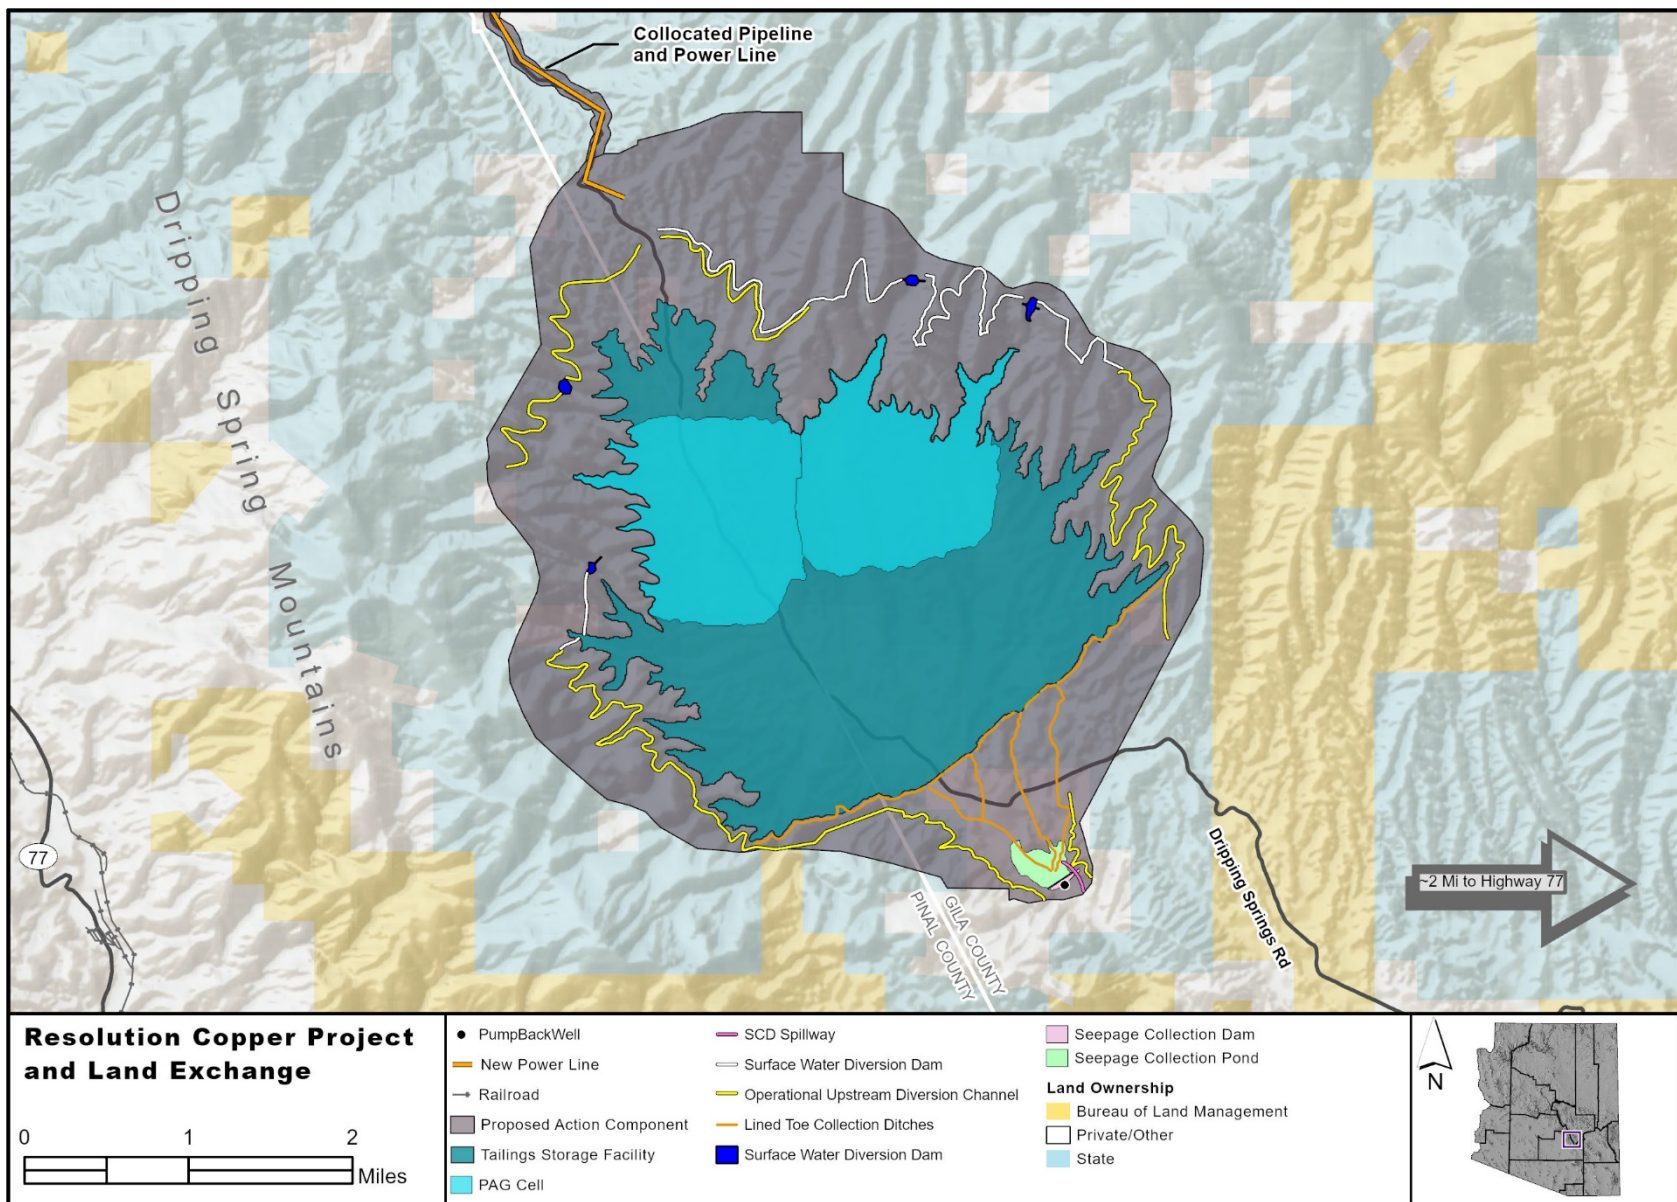 Collocated Pipeline
and Power Line
Dripping Spring Mountains
77
Dripping Springs Rd
~2 Mi to Highway 77
GILA COUNTY
PINAL COUNTY
Resolution Copper Project
and Land Exchange
0 1 2
Miles
PumpBackWell
New Power Line
Railroad
Proposed Action Component
Tailings Storage Facility
PAG Cell
SCD Spillway
Surface Water Diversion Dam
Operational Upstream Diversion Channel
Lined Toe Collection Ditches
Surface Water Diversion Dam
Seepage Collection Dam
Seepage Collection Pond
Land Ownership
Bureau of Land Management
Private/Other
State
N